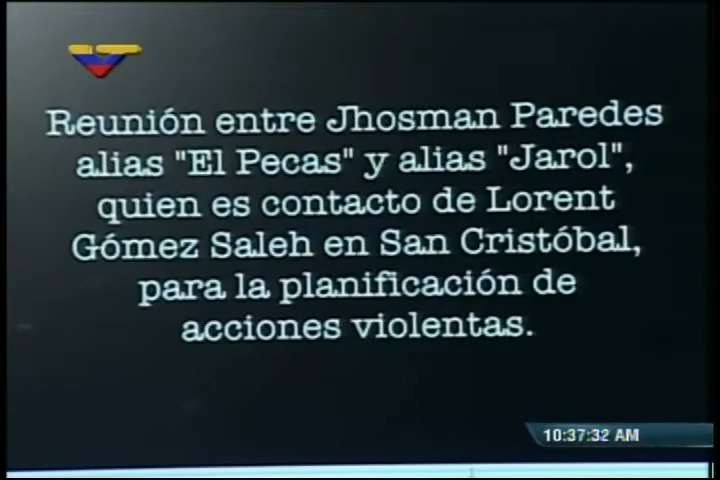 Reunión entre Jhosman Paredes
alias "El Pecas" y alias "Jarol",
quien es contacto de Lorent
Gómez Saleh en San Cristóbal,
para la planificación de
acciones violentas.
10:37:32 AM